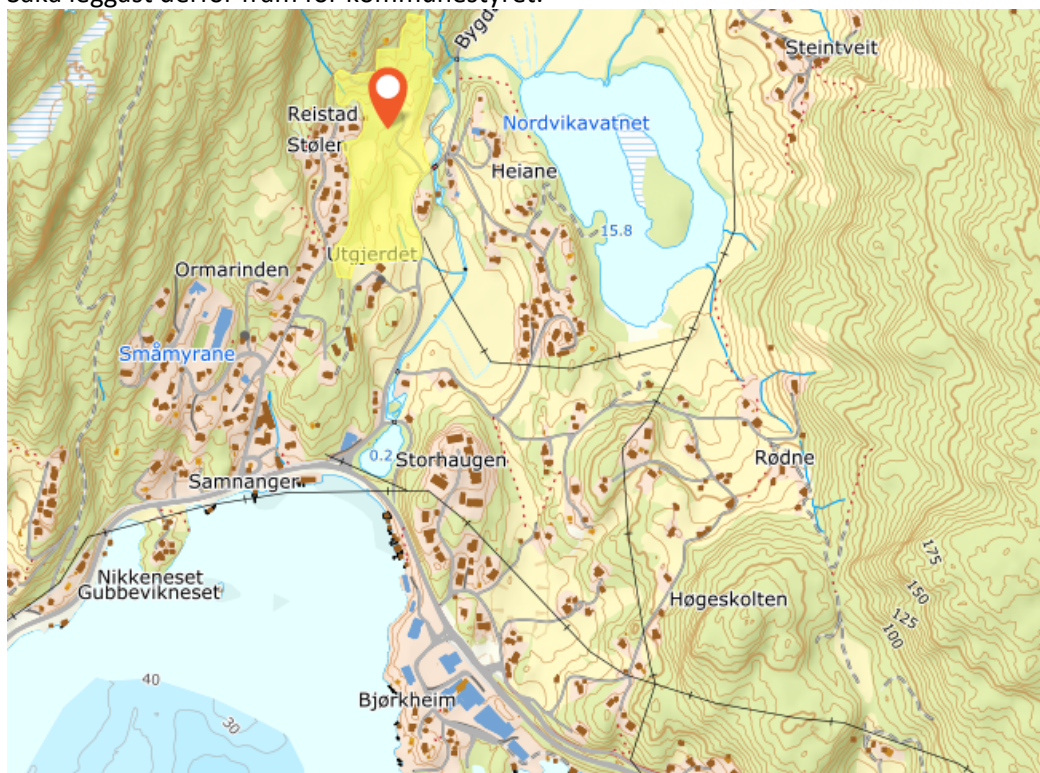 Saka leggast derfor fram for kommunestyret.
Steintveit
Reistad
Støler
Nordvikavatnet
Heiane
15.8
Utgjerdet
Ormarinden
Småmyrane
0.2
Storhaugen
Samnanger
Rødne
175
150
125
100
Nikkeneset
Gubbevikneset
Høgeskolten
40
30
Bjørkheim